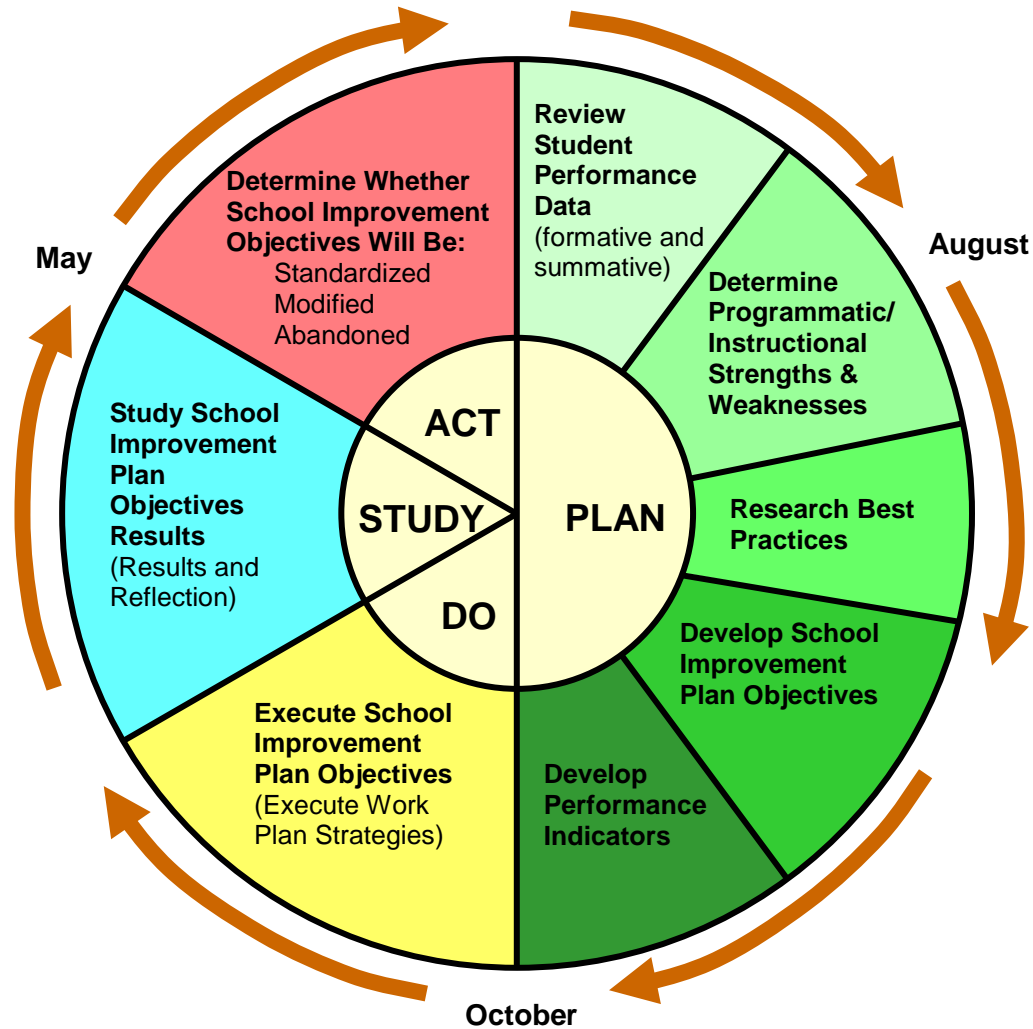 Review
Student
Performance
Data
(formative and
summative)
August
Determine
Programmatic/
Instructional
Strengths &
Weaknesses
Research Best
Practices
Develop School
Improvement
Plan Objectives
Develop
Performance
Indicators
October
Execute School
Improvement
Plan Objectives
(Execute Work
Plan Strategies)
Study School
Improvement
Plan
Objectives
Results
(Results and
Reflection)
May
Determine Whether
School Improvement
Objectives Will Be:
Standardized
Modified
Abandoned
PLAN
DO
STUDY
ACT